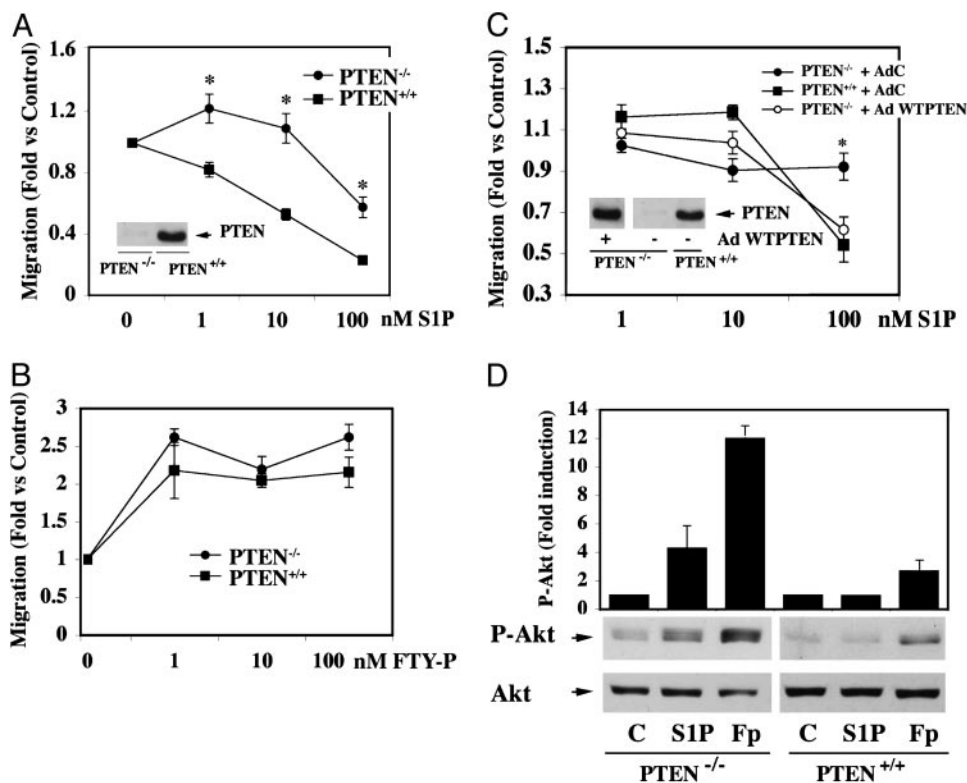 A
Migration (Fold vs Control)
1.6
1.2
0.8
0.4
0
*
*
*
PTEN-/-
PTEN+/+
PTEN
PTEN -/-
PTEN+/+
0 1 10 100 nM S1P
B
Migration (Fold vs Control)
3
2.5
2
1.5
1
0.5
0
PTEN-/-
PTEN+/+
0 1 10 100 nM FTY-P
C
Migration (Fold vs Control)
1.5
1.3
1.1
0.9
0.7
0.5
0.3
PTEN-/- + AdC
PTEN+/+ + AdC
PTEN-/- + Ad WTPTEN
*
PTEN
+ - - Ad WTPTEN
PTEN-/- PTEN+/+
1 10 100 nM S1P
D
P-Akt (Fold induction)
14
12
10
8
6
4
2
0
P-Akt
Akt
C S1P Fp C S1P Fp
PTEN -/- PTEN+/+